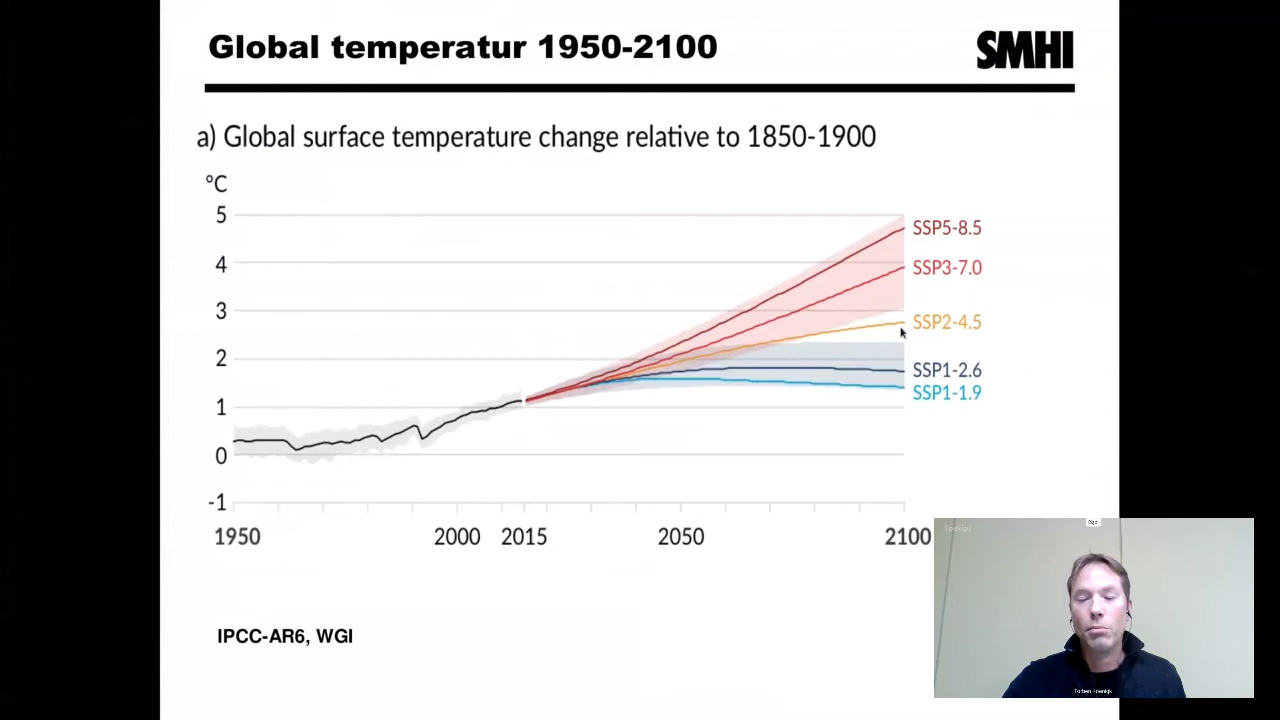 Global temperatur 1950-2100
SMHI
a) Global surface temperature change relative to 1850-1900
°C
5
4
3
2
1
0
-1
SSP5-8.5
SSP3-7.0
SSP2-4.5
SSP1-2.6
SSP1-1.9
1950 2000 2015 2050 2100
IPCC-AR6, WGI
Torben Koenigk